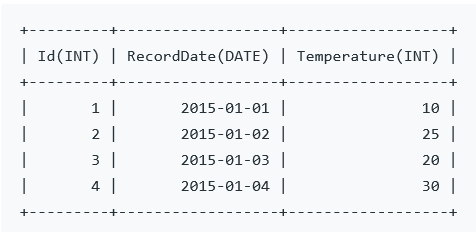 +---------+------------------+------------------+
| Id(INT) | RecordDate(DATE) | Temperature(INT) |
+---------+------------------+------------------+
|       1 |       2015-01-01 |               10 |
|       2 |       2015-01-02 |               25 |
|       3 |       2015-01-03 |               20 |
|       4 |       2015-01-04 |               30 |
+---------+------------------+------------------+